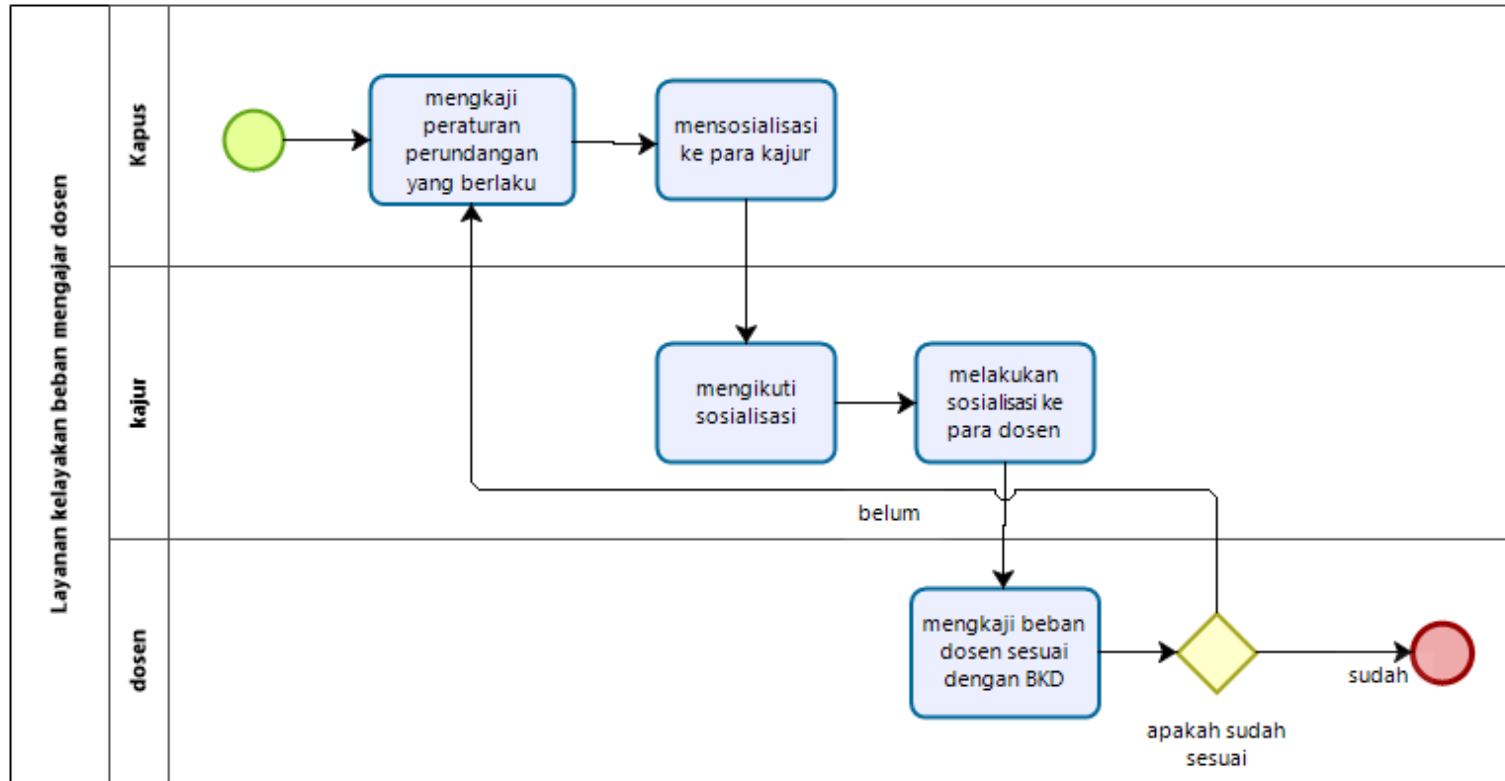 Layanan kelayakan beban mengajar dosen
Kapus
mengkaji
peraturan
perundangan
yang berlaku
mensosialisasi
ke para kajur
kajur
mengikuti
sosialisasi
melakukan
sosialisasi ke
para dosen
belum
dosen
mengkaji beban
dosen sesuai
dengan BKD
apakah sudah
sesuai
sudah